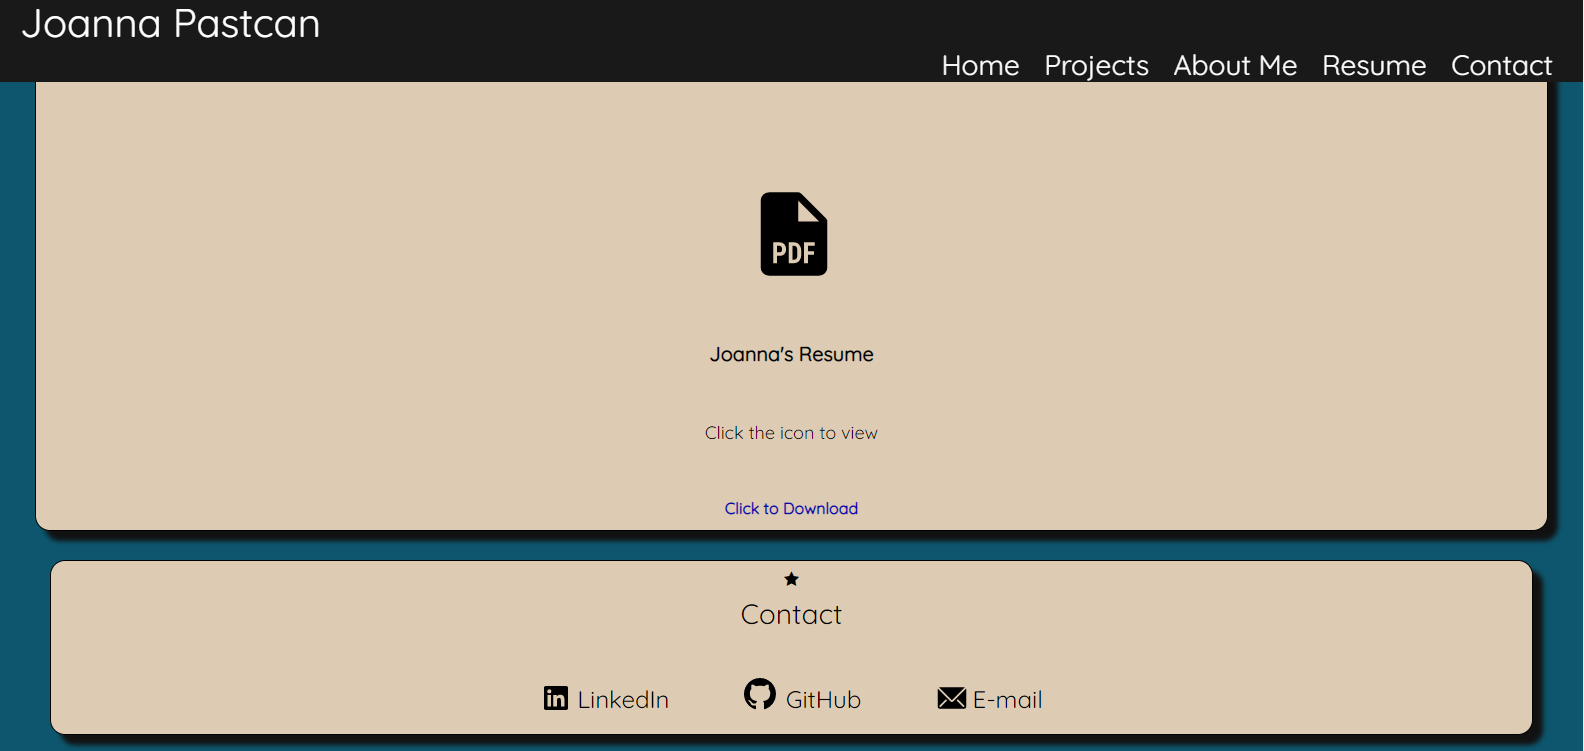 Joanna Pastcan
Home Projects About Me Resume Contact
PDF
Joanna's Resume
Click the icon to view
Click to Download
Contact
in LinkedIn GitHub E-mail